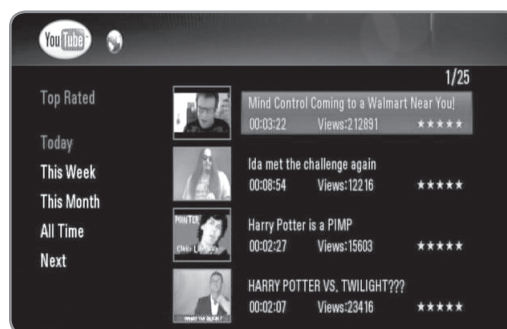 YouTube
1/25
Top Rated
Today
This Week
This Month
All Time
Next
Mind Control Coming to a Walmart Near You!
00:03:22 Views:212891 ★★★★★
Ida met the challenge again
00:08:54 Views:12216 ★★★★★
Harry Potter is a PIMP
00:02:27 Views:15603 ★★★★★
HARRY POTTER VS, TWILIGHT???
00:02:07 Views:23416 ★★★★★